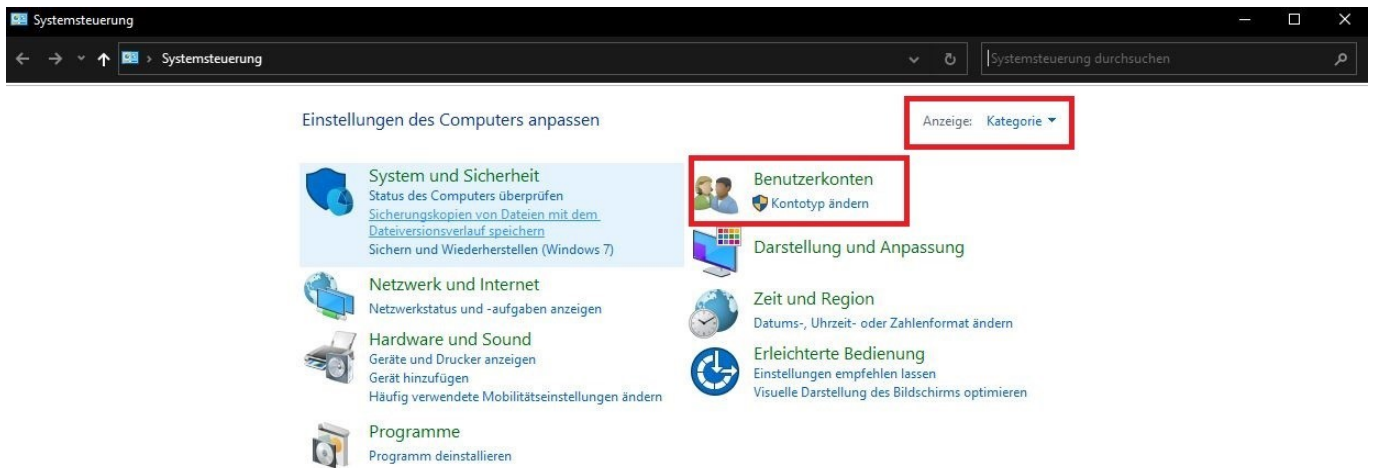 Systemsteuerung
Systemsteuerung
Systemsteuerung durchsuchen
Einstellungen des Computers anpassen
Anzeige: Kategorie
System und Sicherheit
Status des Computers überprüfen
Sicherungskopien von Dateien mit dem
Dateiversionsverlauf speichern
Sichern und Wiederherstellen (Windows 7)
Netzwerk und Internet
Netzwerkstatus und -aufgaben anzeigen
Hardware und Sound
Geräte und Drucker anzeigen
Gerät hinzufügen
Häufig verwendete Mobilitätseinstellungen ändern
Programme
Programm deinstallieren
Benutzerkonten
Kontotyp ändern
Darstellung und Anpassung
Zeit und Region
Datums-, Uhrzeit- oder Zahlenformat ändern
Erleichterte Bedienung
Einstellungen empfehlen lassen
Visuelle Darstellung des Bildschirms optimieren